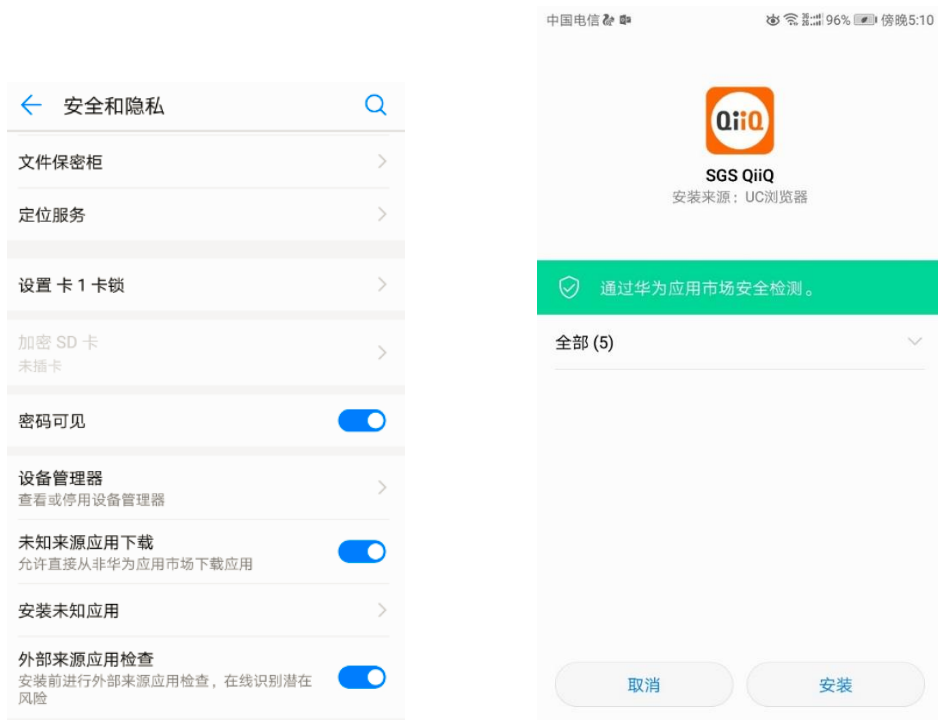 安全和隐私
文件保密柜
定位服务
设置 卡 1 卡锁
加密 SD 卡
未插卡
密码可见
设备管理器
查看或停用设备管理器
未知来源应用下载
允许直接从非华为应用市场下载应用
安装未知应用
外部来源应用检查
安装前进行外部来源应用检查，在线识别潜在
风险
中国电信
96%
傍晚5:10
QiiQ
SGS QiiQ
安装来源：UC浏览器
通过华为应用市场安全检测。
全部 (5)
取消
安装